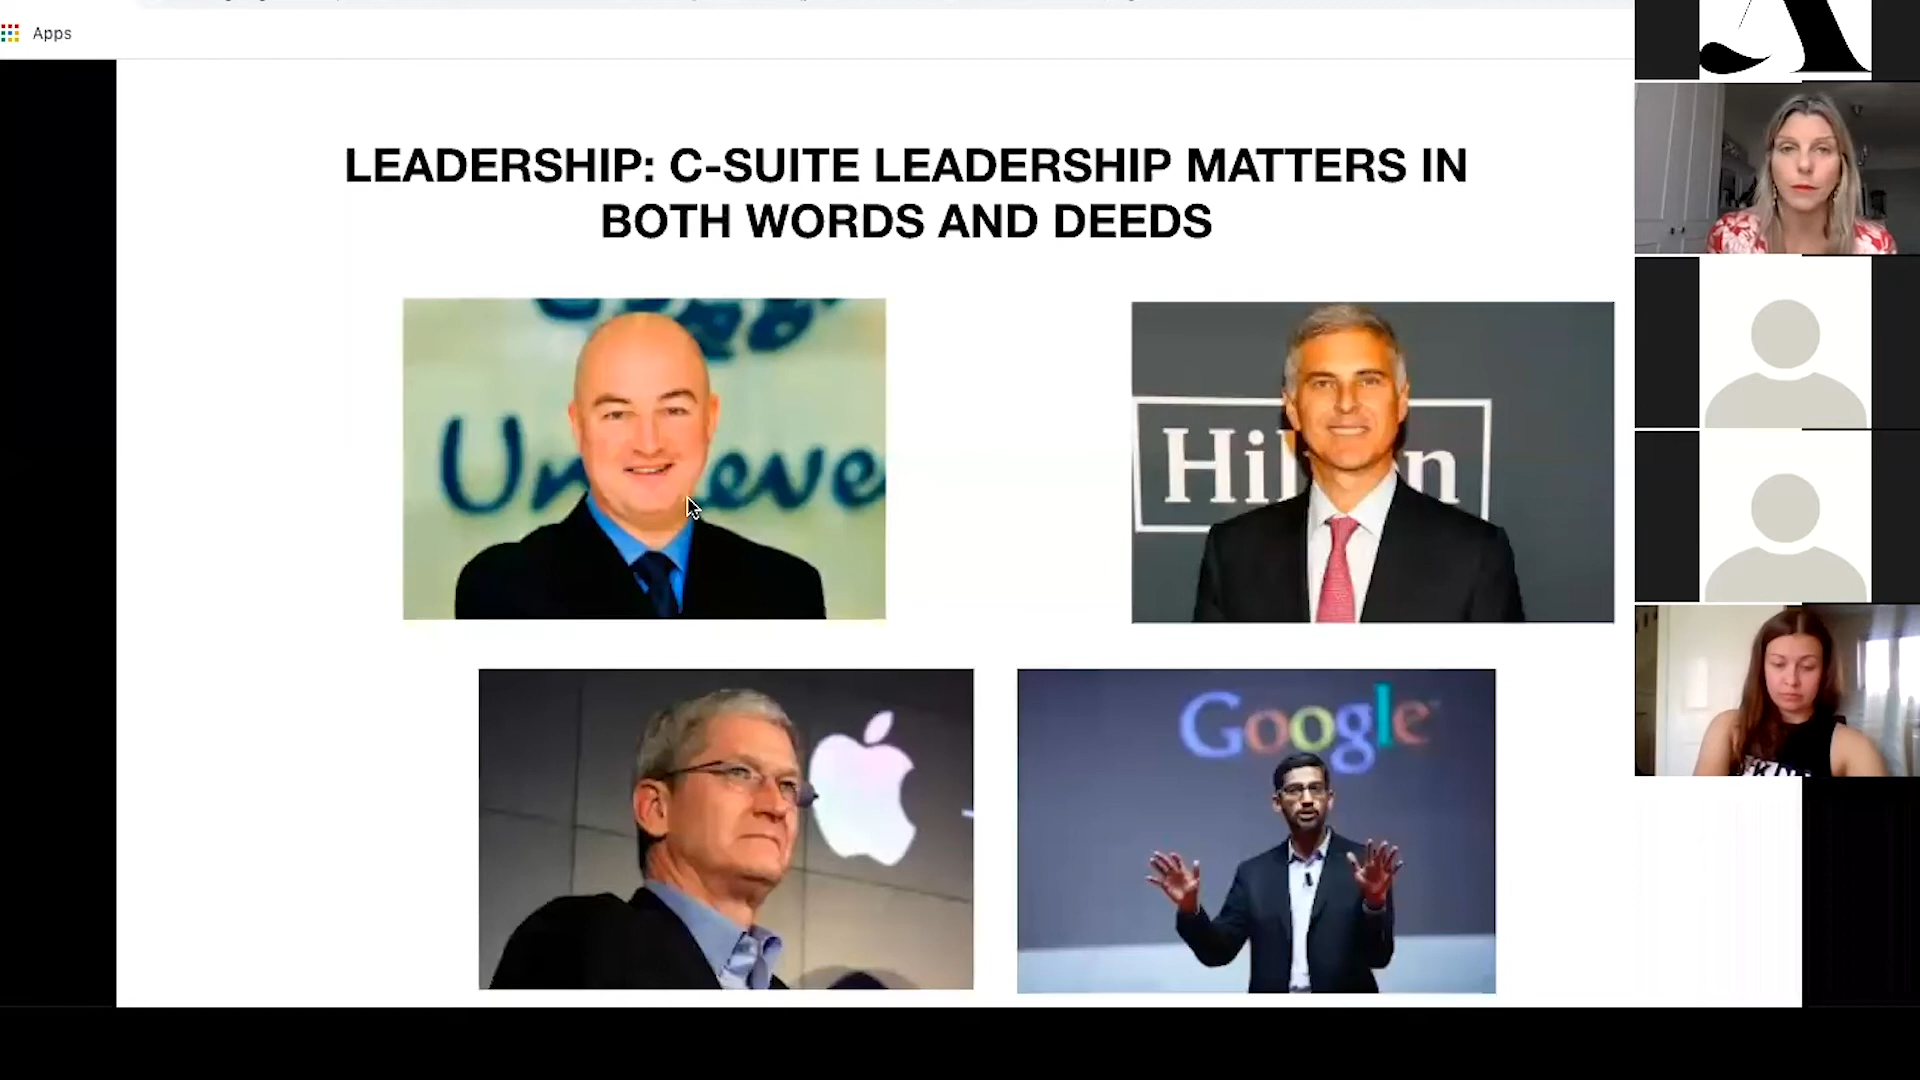 Apps
LEADERSHIP: C-SUITE LEADERSHIP MATTERS IN
BOTH WORDS AND DEEDS
Google